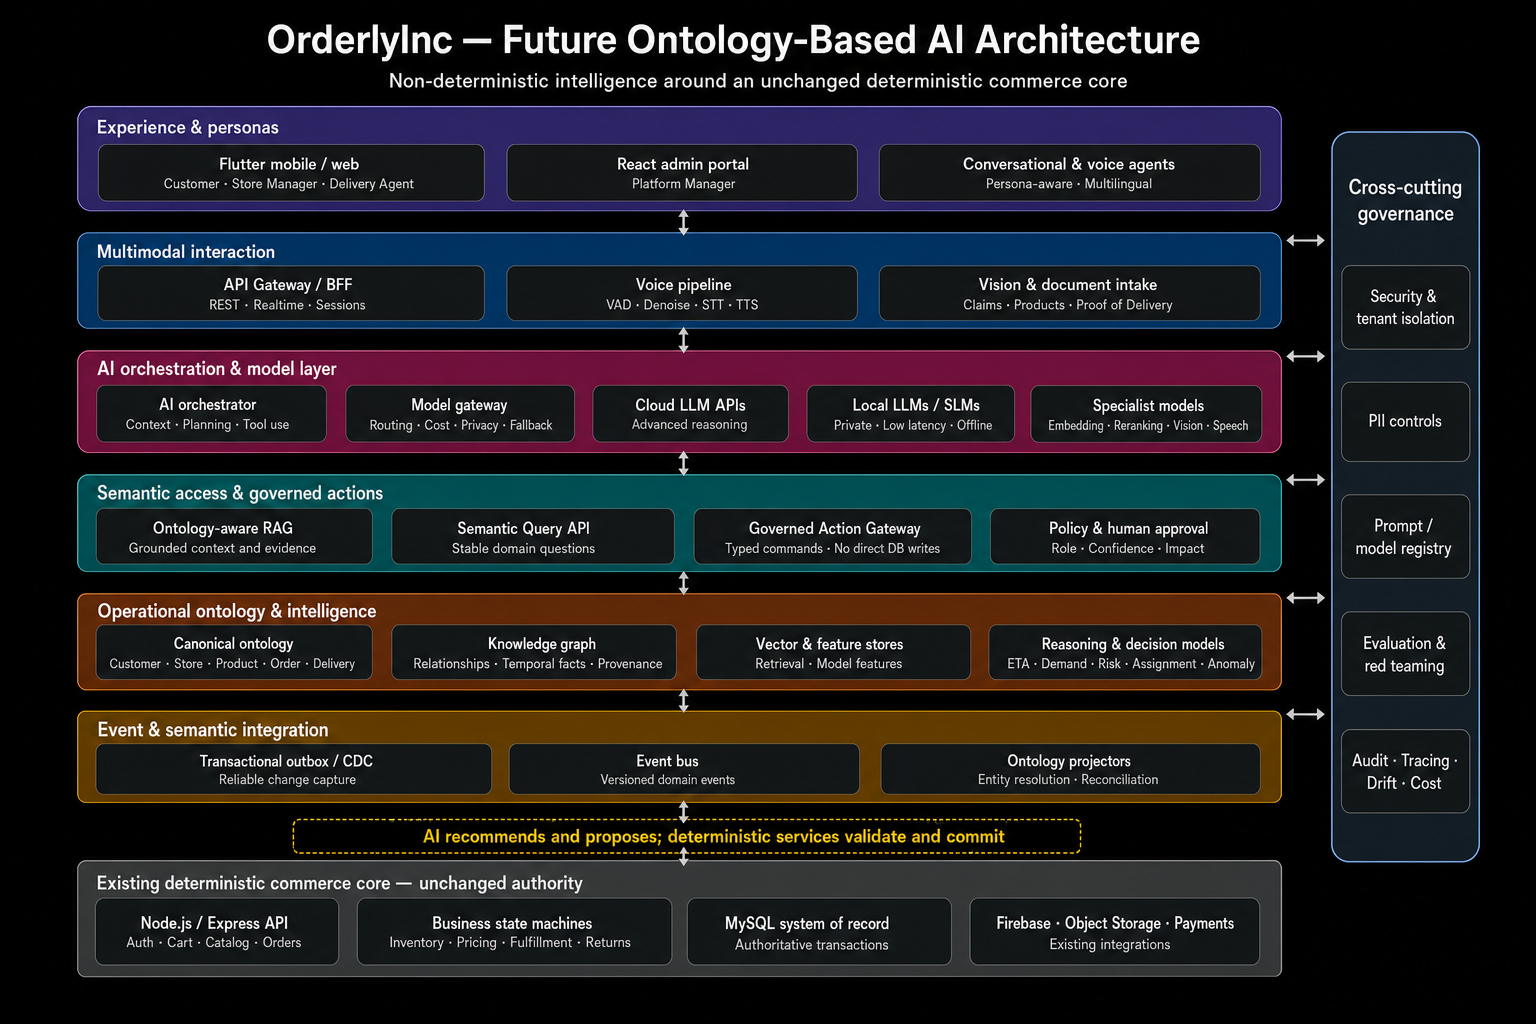 OrderlyInc — Future Ontology-Based AI Architecture
Non-deterministic intelligence around an unchanged deterministic commerce core
Experience & personas
Flutter mobile / web
Customer · Store Manager · Delivery Agent
React admin portal
Platform Manager
Conversational & voice agents
Persona-aware · Multilingual
Multimodal interaction
API Gateway / BFF
REST · Realtime · Sessions
Voice pipeline
VAD · Denoise · STT · TTS
Vision & document intake
Claims · Products · Proof of Delivery
AI orchestration & model layer
AI orchestrator
Context · Planning · Tool use
Model gateway
Routing · Cost · Privacy · Fallback
Cloud LLM APIs
Advanced reasoning
Local LLMs / SLMs
Private · Low latency · Offline
Specialist models
Embedding · Reranking · Vision · Speech
Semantic access & governed actions
Ontology-aware RAG
Grounded context and evidence
Semantic Query API
Stable domain questions
Governed Action Gateway
Typed commands · No direct DB writes
Policy & human approval
Role · Confidence · Impact
Operational ontology & intelligence
Canonical ontology
Customer · Store · Product · Order · Delivery
Knowledge graph
Relationships · Temporal facts · Provenance
Vector & feature stores
Retrieval · Model features
Reasoning & decision models
ETA · Demand · Risk · Assignment · Anomaly
Event & semantic integration
Transactional outbox / CDC
Reliable change capture
Event bus
Versioned domain events
Ontology projectors
Entity resolution · Reconciliation
AI recommends and proposes; deterministic services validate and commit
Existing deterministic commerce core — unchanged authority
Node.js / Express API
Auth · Cart · Catalog · Orders
Business state machines
Inventory · Pricing · Fulfillment · Returns
MySQL system of record
Authoritative transactions
Firebase · Object Storage · Payments
Existing integrations
Cross-cutting
governance
Security &
tenant isolation
PII controls
Prompt /
model registry
Evaluation &
red teaming
Audit · Tracing ·
Drift · Cost